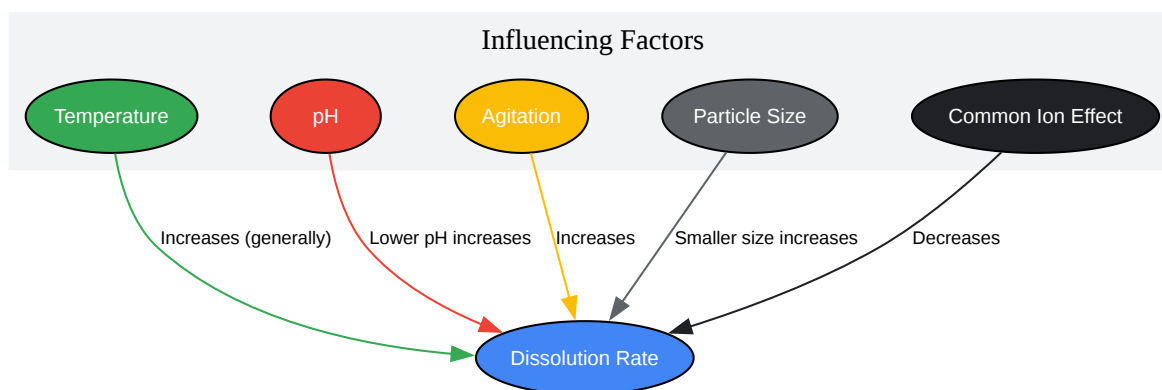 Influencing Factors
Temperature
pH
Agitation
Particle Size
Common Ion Effect
Increases (generally)
Lower pH increases
Increases
Smaller size increases
Decreases
Dissolution Rate